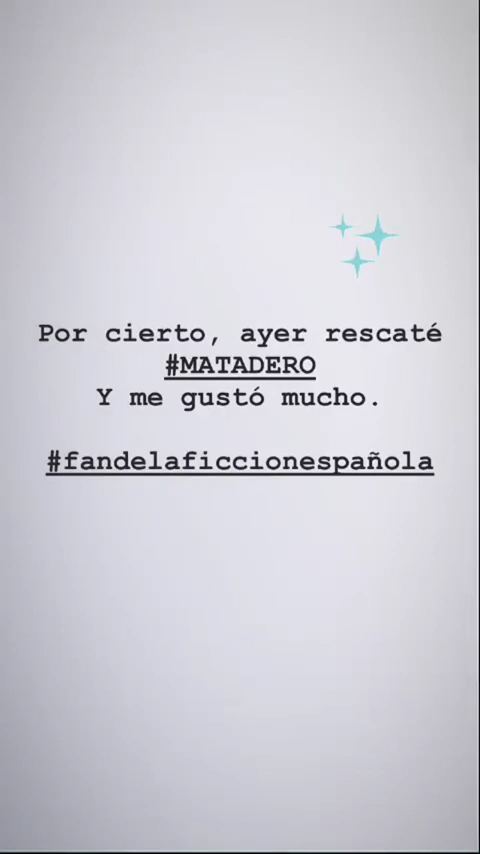 Por cierto, ayer rescaté
#MATADERO
Y me gustó mucho.
#fandelaficcionespañola